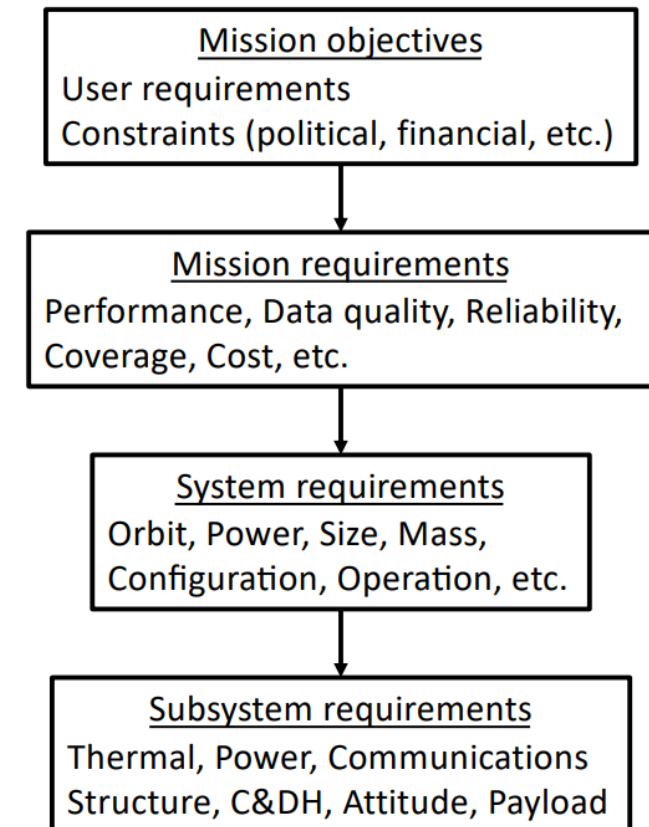 Mission objectives
User requirements
Constraints (political, financial, etc.)
Mission requirements
Performance, Data quality, Reliability,
Coverage, Cost, etc.
System requirements
Orbit, Power, Size, Mass,
Configuration, Operation, etc.
Subsystem requirements
Thermal, Power, Communications
Structure, C&DH, Attitude, Payload